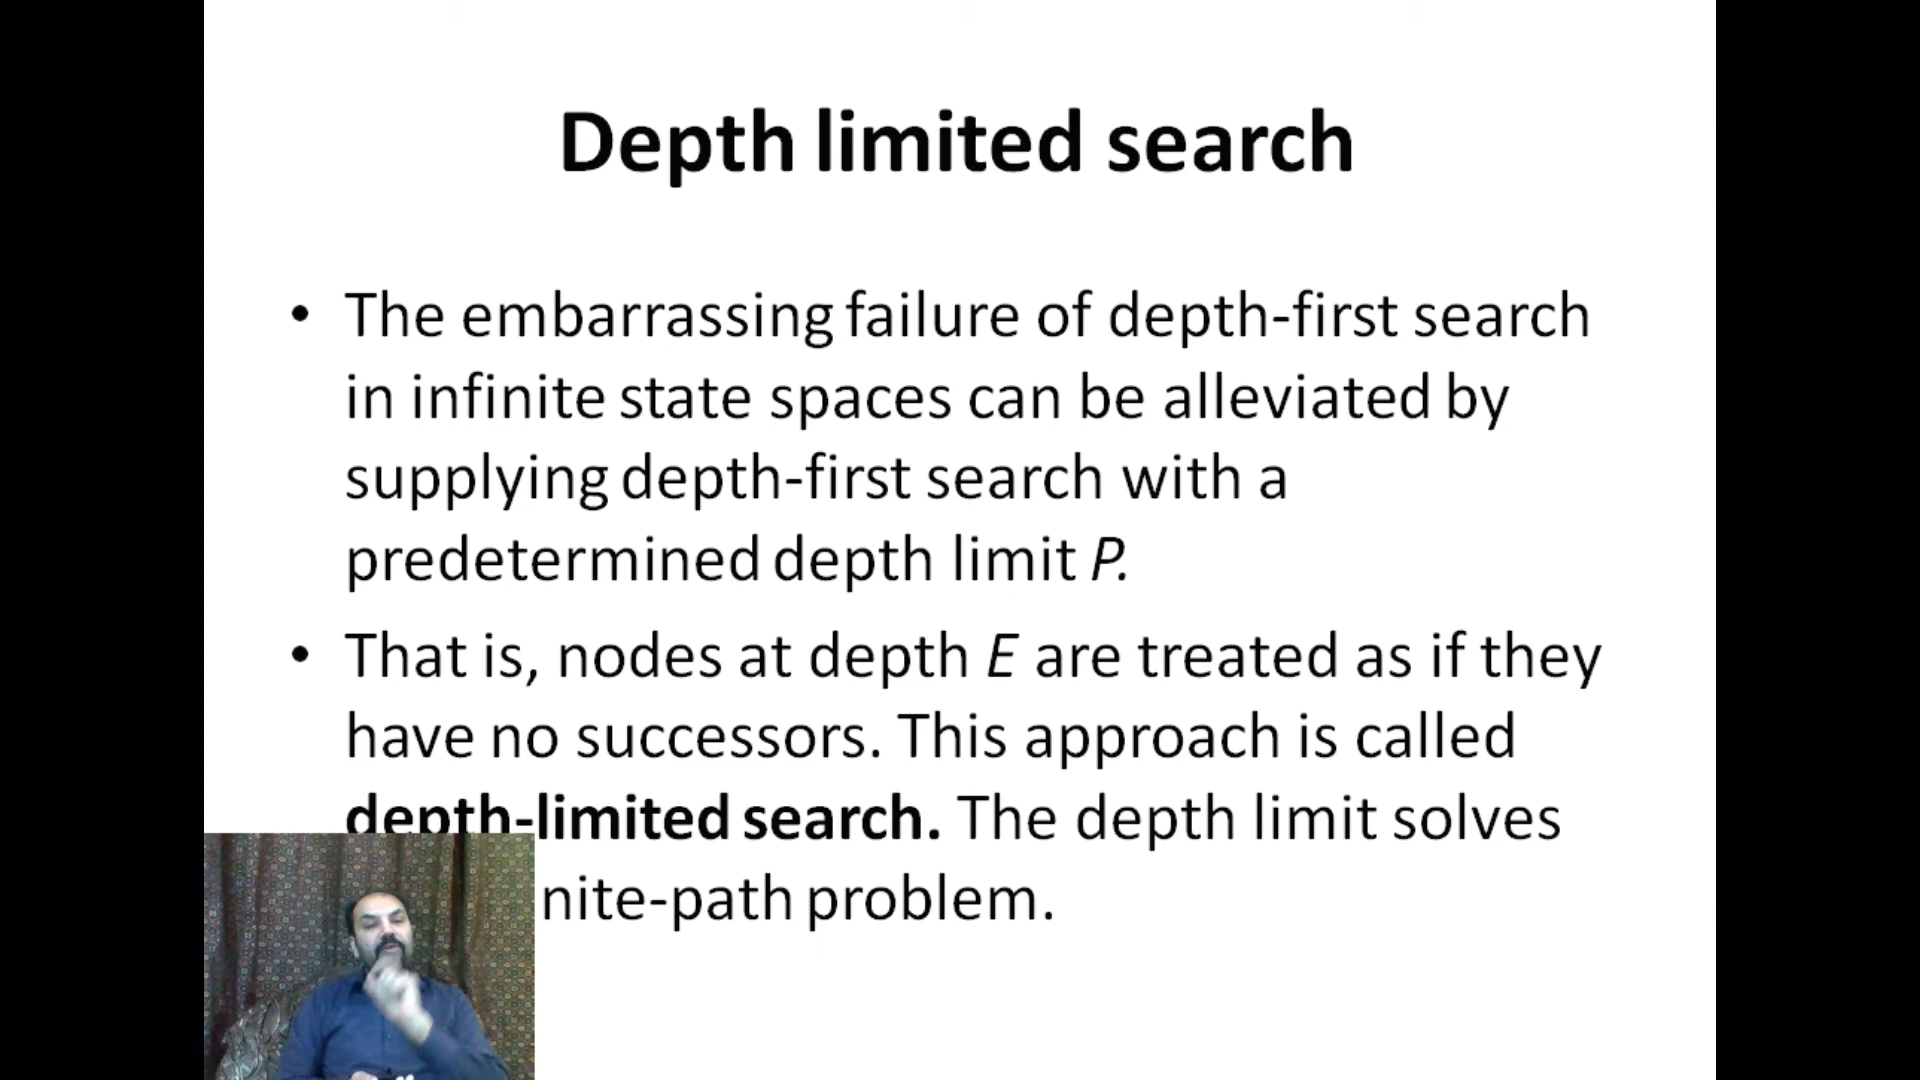 Depth limited search
• The embarrassing failure of depth-first search
in infinite state spaces can be alleviated by
supplying depth-first search with a
predetermined depth limit P.
• That is, nodes at depth E are treated as if they
have no successors. This approach is called
depth-limited search. The depth limit solves
nite-path problem.